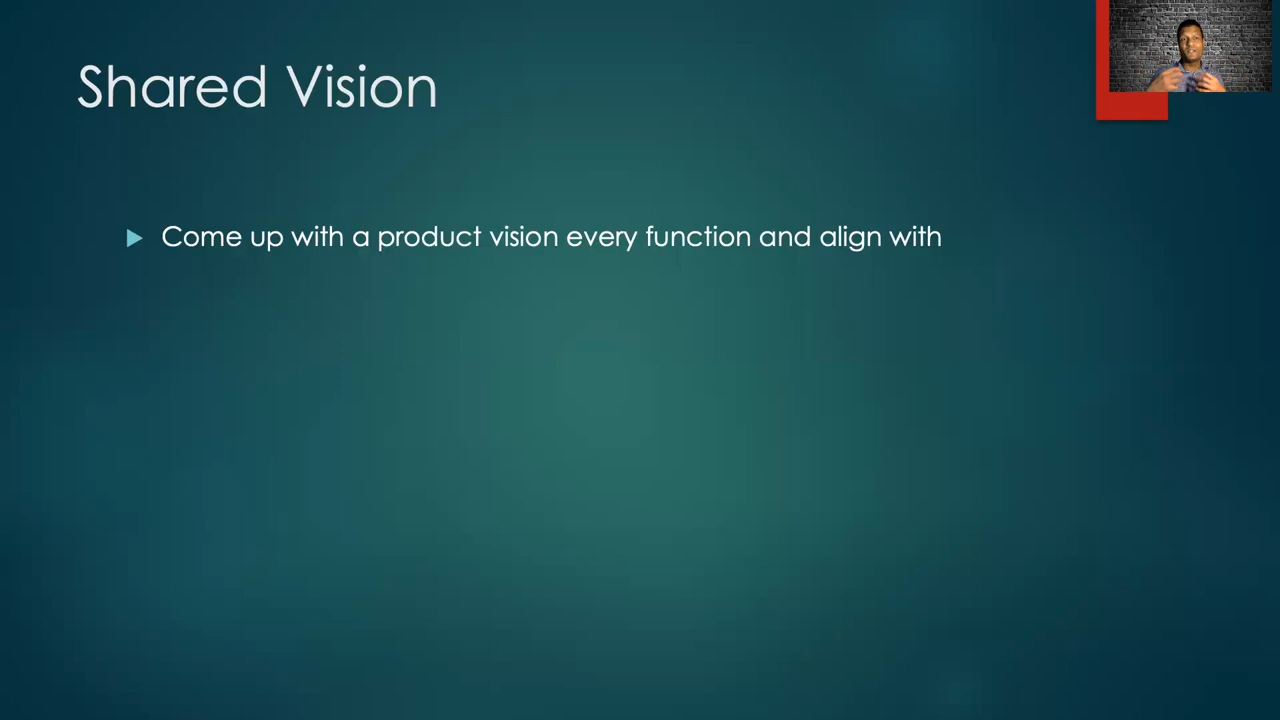 Shared Vision
Come up with a product vision every function and align with